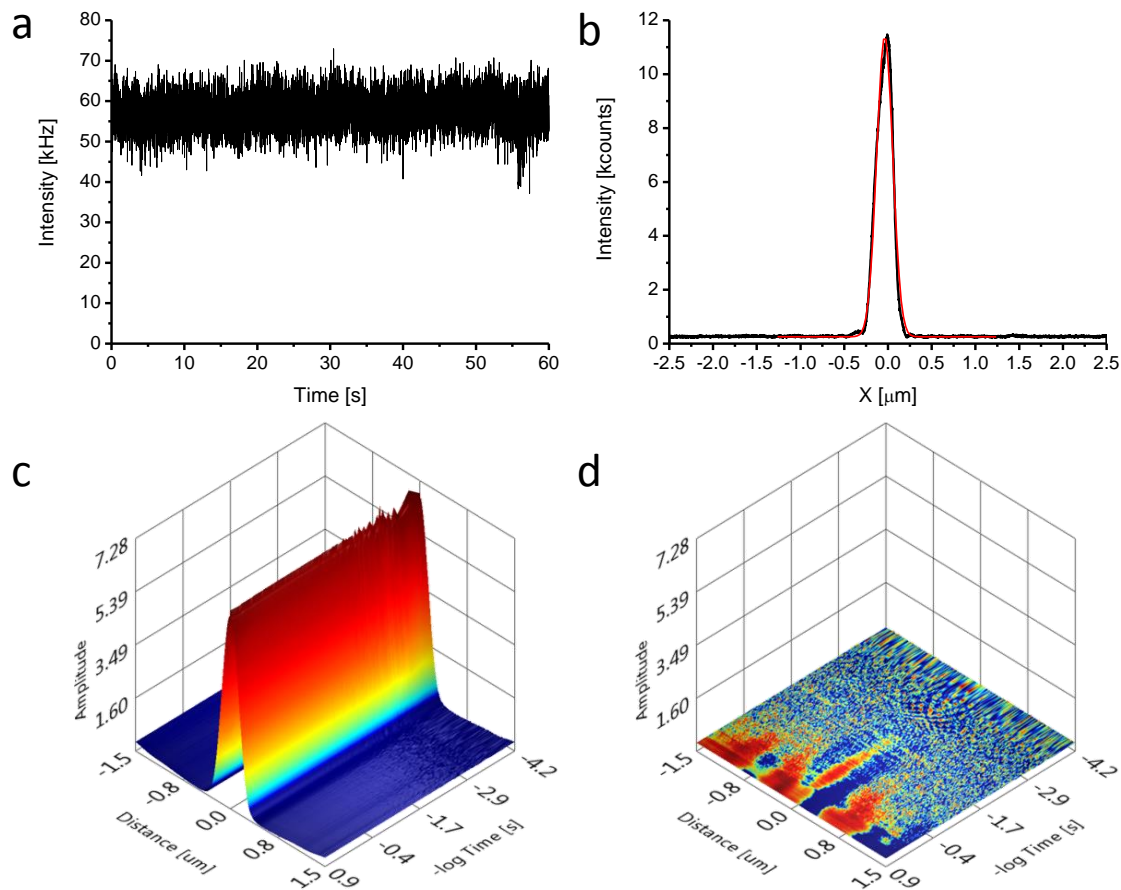 a
80
70
60
50
40
30
20
10
0
Intensity [kHz]
0 10 20 30 40 50 60
Time [s]
b
12
10
8
6
4
2
0
Intensity [kcounts]
-2.5 -2.0 -1.5 -1.0 -0.5 0.0 0.5 1.0 1.5 2.0 2.5
X [μm]
c
7.28
5.39
3.49
1.60
Amplitude
-1.5
-0.8
0.0
0.8
1.5
Distance [um]
0.9
-0.4
-1.7
-2.9
-4.2
-log Time [s]
d
7.28
5.39
3.49
1.60
Amplitude
-1.5
-0.8
0.0
0.8
1.5
Distance [um]
0.9
-0.4
-1.7
-2.9
-4.2
-log Time [s]